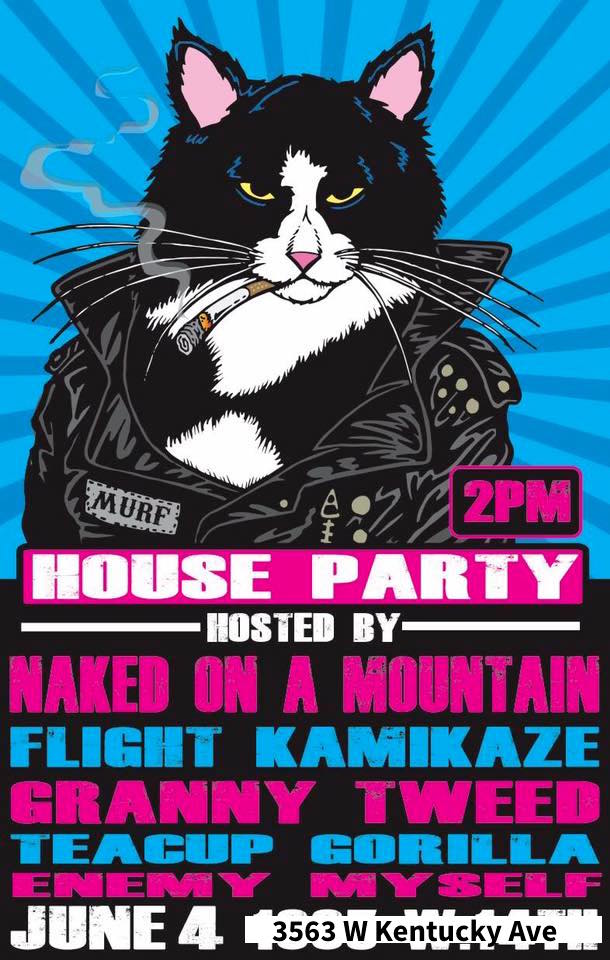 MURF
2PM
HOUSE PARTY
HOSTED BY
NAKED ON A MOUNTAIN
FLIGHT KAMIKAZE
GRANNY TWEED
TEACUP GORILLA
ENEMY MYSELF
JUNE 4 3563 W Kentucky Ave